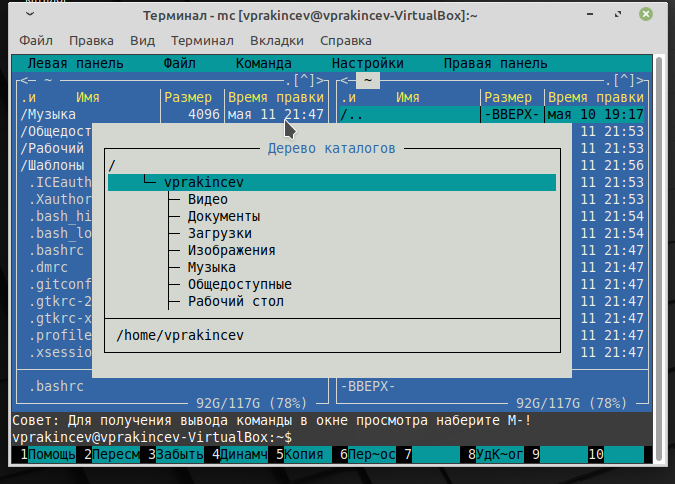 Терминал - mc [vprakincev@vprakincev-VirtualBox]:~
Файл Правка Вид Терминал Вкладки Справка
Левая панель Файл Команда Настройки Правая панель
<─ ~ .[^]> <─ ~ .[^]>
.и Имя Размер Время правки .и Имя Размер Время правки
/Музыка 4096 мая 11 21:47 /.. -ВВЕРХ- мая 10 19:17
/Общедост 11 21:53
/Рабочий Дерево каталогов 11 21:53
/Шаблоны / 11 21:56
.ICEauth └─ vprakincev 11 21:53
.Xauthor ├─ Видео 11 21:53
.bash_hi ├─ Документы 11 21:54
.bash_lo ├─ Загрузки 11 21:54
.bashrc ├─ Изображения 11 21:47
.dmrc ├─ Музыка 11 21:47
.gitconf ├─ Общедоступные 11 21:47
.gtkrc-2 ├─ Рабочий стол 11 21:47
.gtkrc-x 11 21:47
.profile /home/vprakincev 11 21:47
.xsessio 11 21:47
.bashrc -ВВЕРХ-
92G/117G (78%) 92G/117G (78%)
Совет: Для получения вывода команды в окне просмотра наберите M-!
vprakincev@vprakincev-VirtualBox:~$
1Помощь 2Пересм 3Забыть 4Динамч 5Копия 6Пер~ос 7 8УдК~ог 9 10